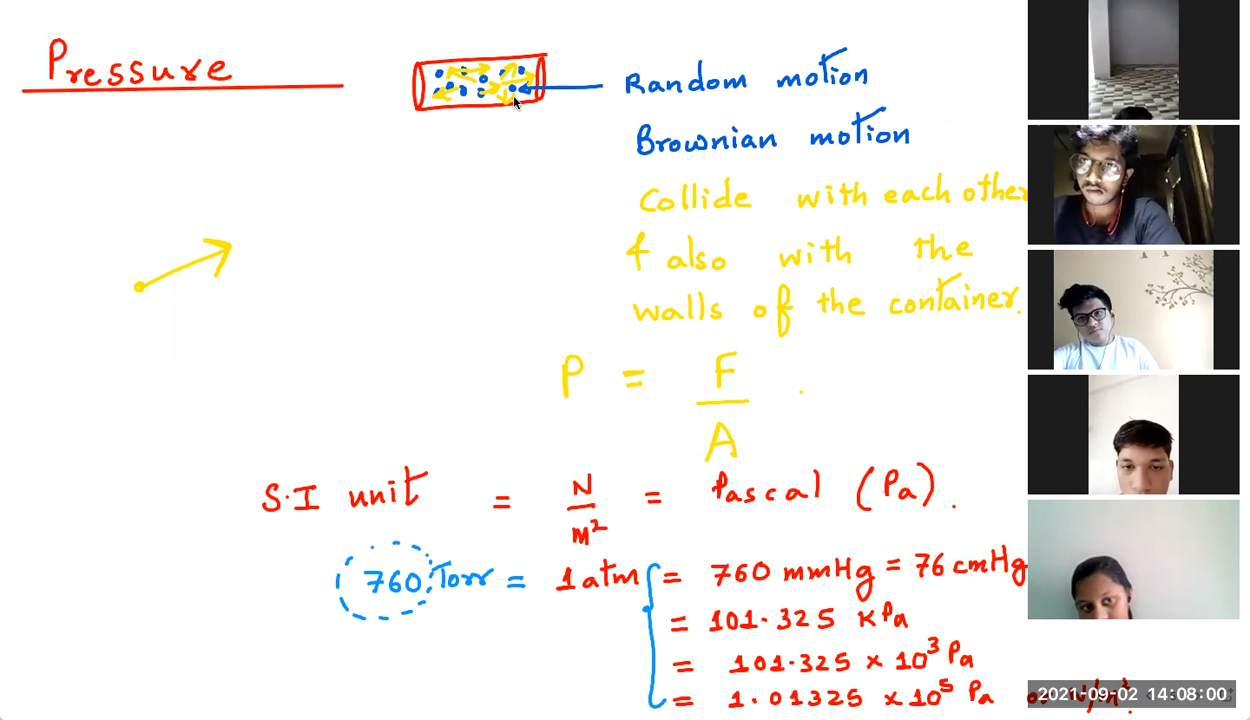 Pressure
Random motion
Brownian motion
Collide with each other
& also with the
walls of the container.
P = F/A
S.I unit = N/m² = Pascal (Pa).
760 Torr = 1 atm = 760 mmHg = 76 cmHg
= 101.325 KPa
= 101.325 × 10³ Pa
= 1.01325 × 10⁵ Pa or N/m².
2021-09-02 14:08:00